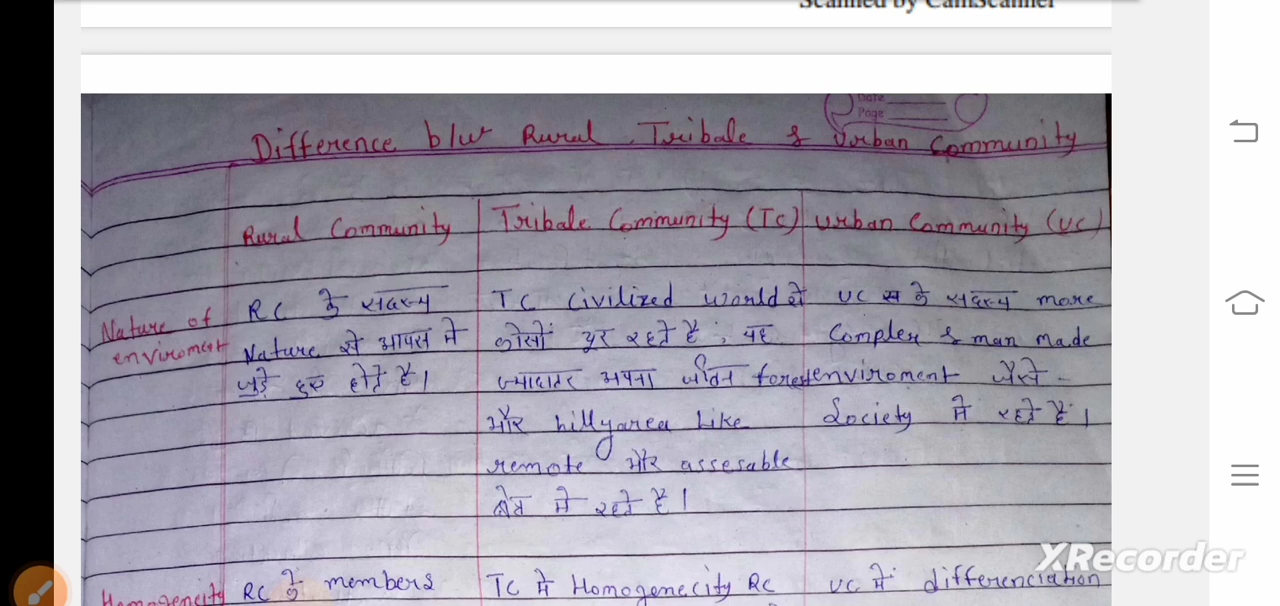 Scanned by CamScanner
Date
Page
Difference b/w Rural, Tribale & Urban Community
Rural Community
Tribale Community (TC)
Urban Community (UC)
Nature of
enviroment
RC के सदस्य
Nature से आपस में
जुड़े हुए होते है।
TC civilized world से
कोसों दूर रहते हैं, यह
ज्यादातर अपना जीवन forest
और hillyarea like
remote और assesable
क्षेत्र में रहते है।
UC के सदस्य more
Complex & man made
enviroment जैसे-
Society में रहते हैं।
Homogeneity
RC के members
TC में Homogenecity RC
UC में differenciation
XRecorder